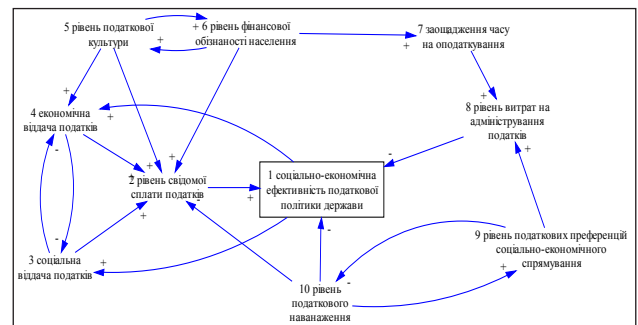 5 рівень податкової
культури
+ 6 рівень фінансової
обізнаності населення
+
7 заощадження часу
на оподаткування
+
+
4 економічна
віддача податків
+
+
8 рівень витрат на
адміністрування
податків
+
-
-
+
+
+
2 рівень свідомої
сплати податків
-
+
1 соціально-економічна
ефективність податкової
політики держави
-
-
+
3 соціальна
віддача податків
+
9 рівень податкових преференцій
соціально-економічного
спрямування
+
-
10 рівень
податкового
наванаження
+